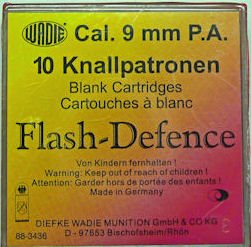 WADIE Cal. 9 mm P.A.
10 Knallpatronen
Blank Cartridges
Cartouches à blanc
Flash-Defence
Von Kindern fernhalten !
Warning: Keep out of reach of children !
Attention: Garder hors de portée des enfants !
Made in Germany
88-3436
DIEFKE WADIE MUNITION GmbH & CO KG
D - 97653 Bischofsheim/Rhön